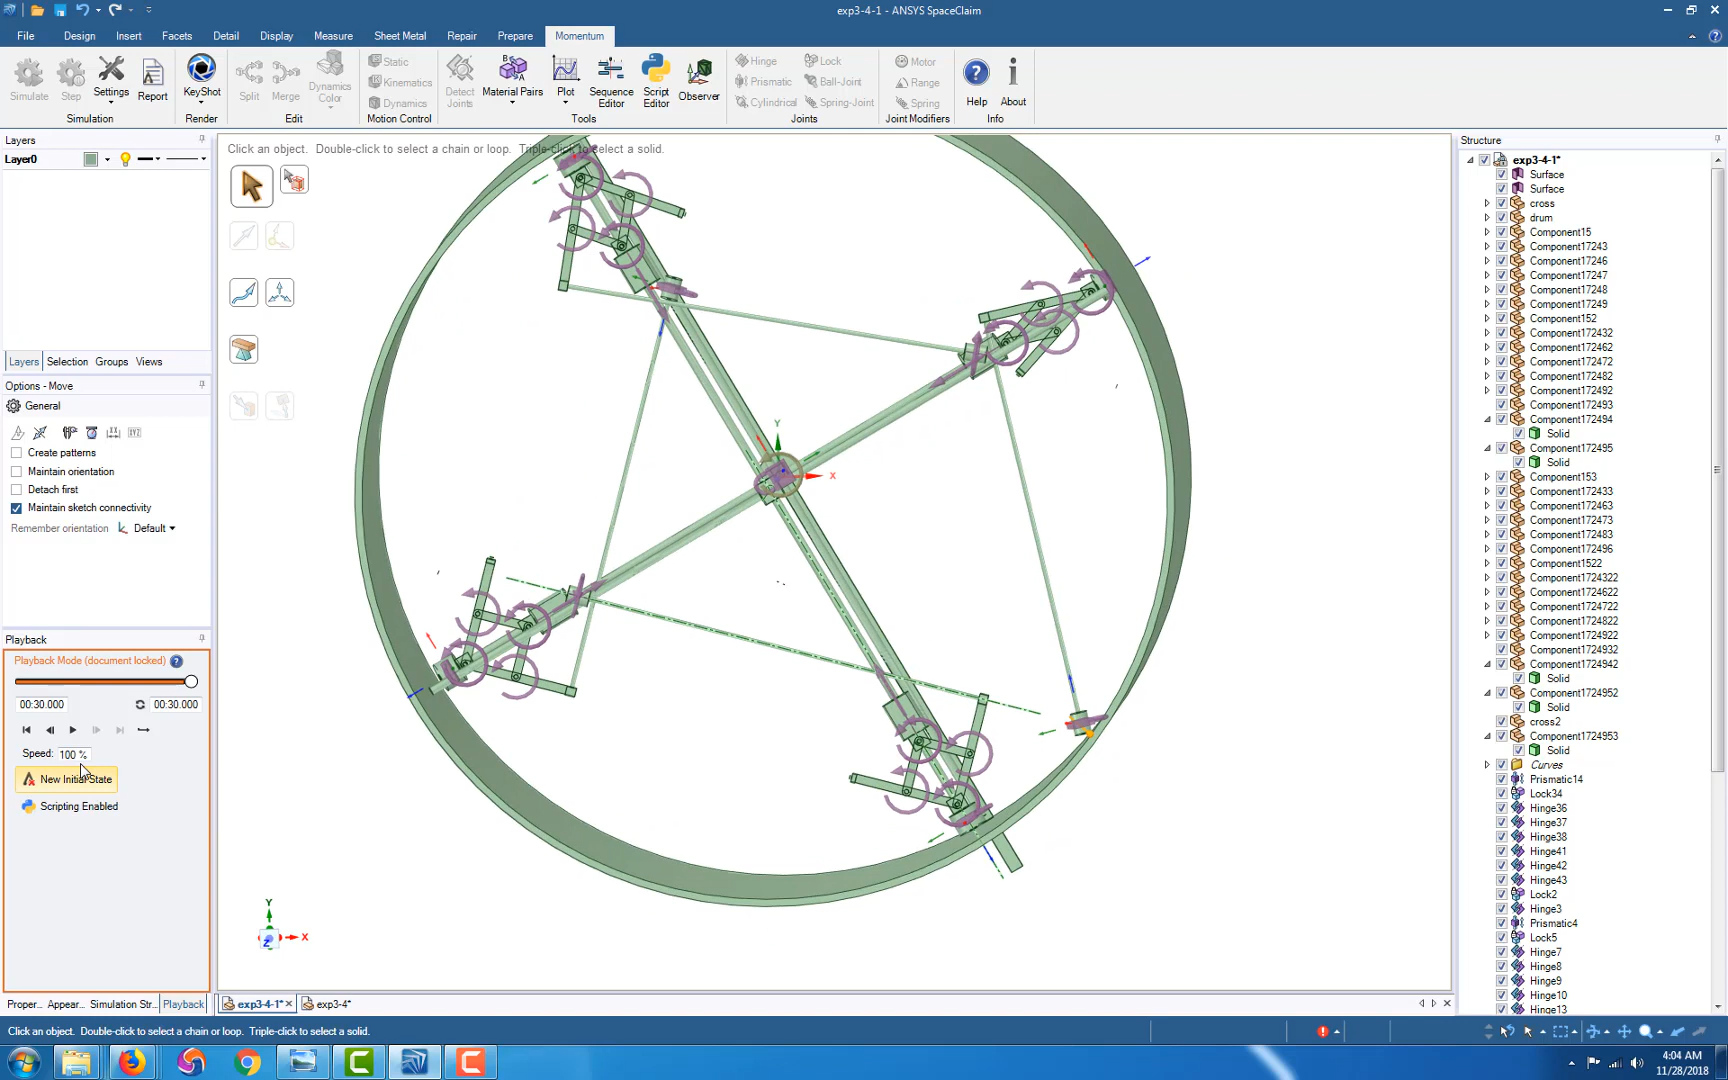 exp3-4-1 - ANSYS SpaceClaim
File Design Insert Facets Detail Display Measure Sheet Metal Repair Prepare Momentum
Simulate Step Settings Report KeyShot Split Merge Dynamics Color
Static
Kinematics
Dynamics
Detect Joints Material Pairs Plot Sequence Editor Script Editor Observer
Hinge Lock
Prismatic Ball-Joint
Cylindrical Spring-Joint
Motor
Range
Spring
Help About
Simulation Render Edit Motion Control Tools Joints Joint Modifiers Info
Layers
Layer0
Layers Selection Groups Views
Options - Move
General
Create patterns
Maintain orientation
Detach first
Maintain sketch connectivity
Remember orientation Default
Playback
Playback Mode (document locked)
00:30.000 00:30.000
Speed: 100 %
New Initial State
Scripting Enabled
Proper... Appear... Simulation Str... Playback
Click an object. Double-click to select a chain or loop. Triple-click to select a solid.
Y
X
Y
Z X
exp3-4-1* exp3-4*
Structure
exp3-4-1*
Surface
Surface
cross
drum
Component15
Component17243
Component17246
Component17247
Component17248
Component17249
Component152
Component172432
Component172462
Component172472
Component172482
Component172492
Component172493
Component172494
Solid
Component172495
Solid
Component153
Component172433
Component172463
Component172473
Component172483
Component172496
Component1522
Component1724322
Component1724622
Component1724722
Component1724822
Component1724922
Component1724932
Component1724942
Solid
Component1724952
Solid
cross2
Component1724953
Solid
Curves
Prismatic14
Lock34
Hinge36
Hinge37
Hinge38
Hinge41
Hinge42
Hinge43
Lock2
Hinge3
Prismatic4
Lock5
Hinge7
Hinge8
Hinge9
Hinge10
Hinge13
Click an object. Double-click to select a chain or loop. Triple-click to select a solid.
4:04 AM
11/28/2018